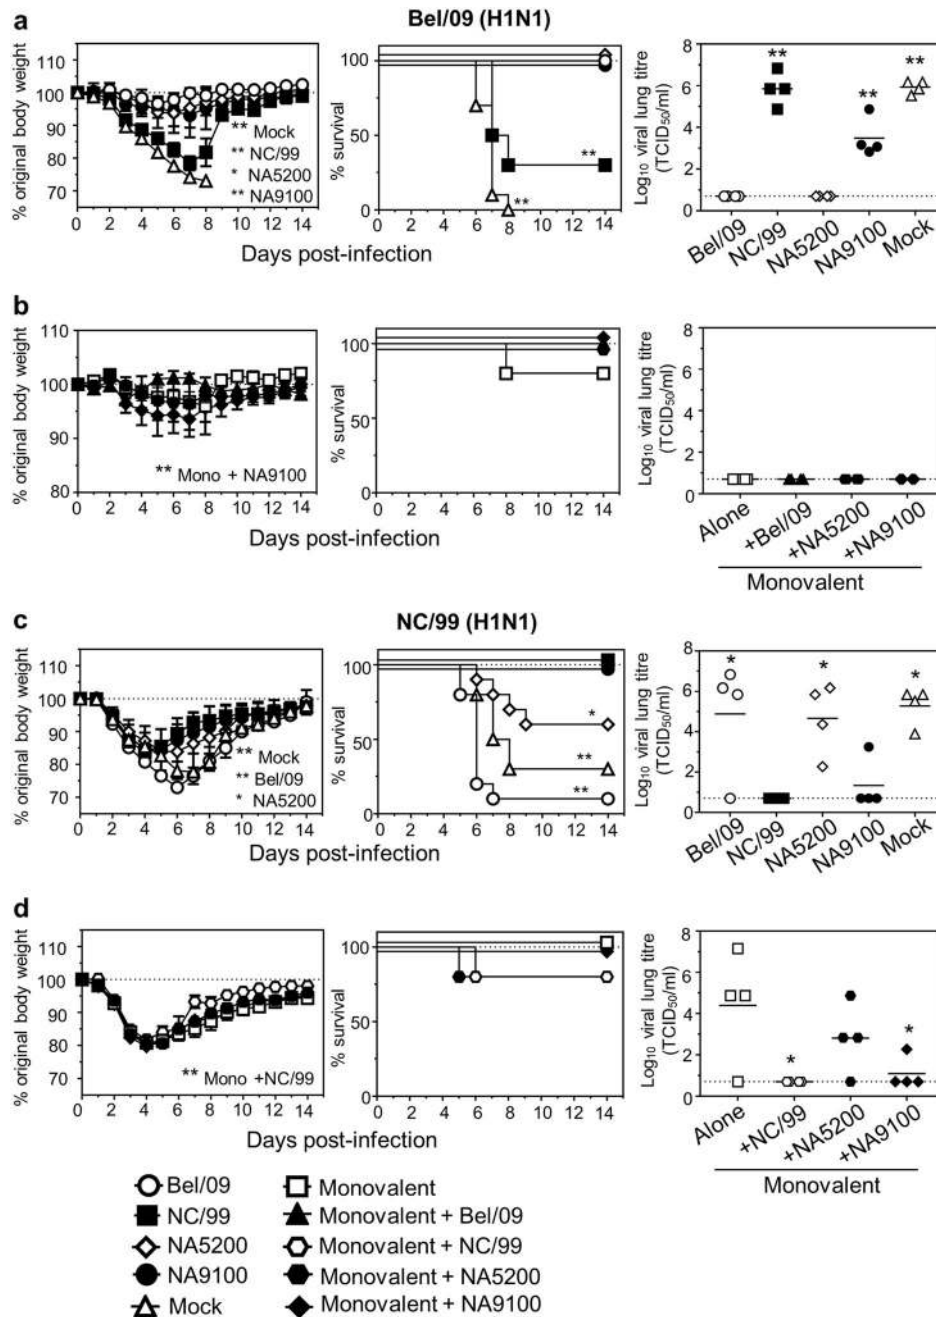 a
Bel/09 (H1N1)
% original body weight
110
100
90
80
70
** Mock
** NC/99
* NA5200
** NA9100
0 2 4 6 8 10 12 14
Days post-infection
% survival
100
50
0
**
**
0 2 4 6 8 10 12 14
Log10 viral lung titre
(TCID50/ml)
8
6
4
2
0
** ** **
Bel/09 NC/99 NA5200 NA9100 Mock
b
% original body weight
110
100
90
80
** Mono + NA9100
0 2 4 6 8 10 12 14
Days post-infection
% survival
100
50
0
0 2 4 6 8 10 12 14
Log10 viral lung titre
(TCID50/ml)
8
6
4
2
0
Alone +Bel/09 +NA5200 +NA9100
Monovalent
c
NC/99 (H1N1)
% original body weight
110
100
90
80
70
** Mock
** Bel/09
* NA5200
0 2 4 6 8 10 12 14
Days post-infection
% survival
100
50
0
*
**
**
0 2 4 6 8 10 12 14
Log10 viral lung titre
(TCID50/ml)
8
6
4
2
0
* * *
Bel/09 NC/99 NA5200 NA9100 Mock
d
% original body weight
110
100
90
80
70
** Mono +NC/99
0 2 4 6 8 10 12 14
Days post-infection
% survival
100
50
0
0 2 4 6 8 10 12 14
Log10 viral lung titre
(TCID50/ml)
8
6
4
2
0
* *
Alone +NC/99 +NA5200 +NA9100
Monovalent
Bel/09
NC/99
NA5200
NA9100
Mock
Monovalent
Monovalent + Bel/09
Monovalent + NC/99
Monovalent + NA5200
Monovalent + NA9100